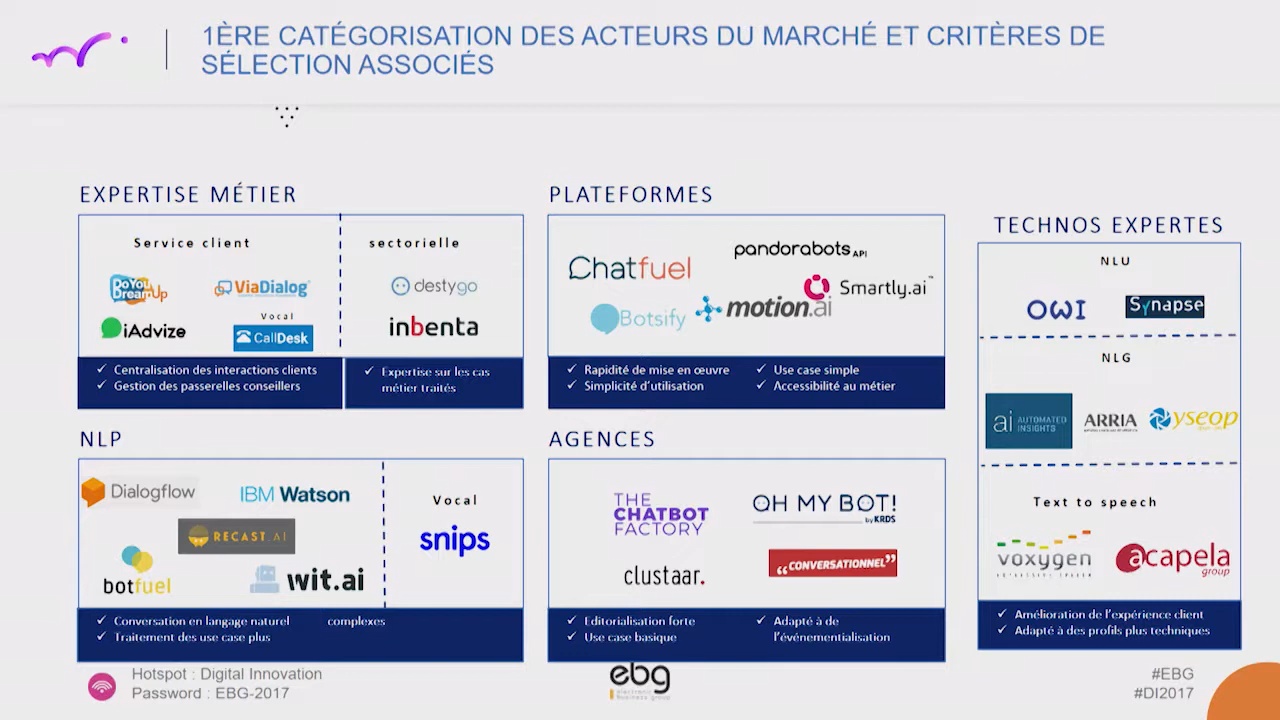 1ÈRE CATÉGORISATION DES ACTEURS DU MARCHÉ ET CRITÈRES DE
SÉLECTION ASSOCIÉS
EXPERTISE MÉTIER
Service client
sectorielle
DoYou
DreamUp
ViaDialog
destygo
iAdvize
Vocal
CallDesk
inbenta
✓ Centralisation des interactions clients
✓ Gestion des passerelles conseillers
✓ Expertise sur les cas
métier traités
PLATEFORMES
Chatfuel
pandorabots API
Smartly.ai™
Botsify
motion.ai
✓ Rapidité de mise en œuvre
✓ Simplicité d'utilisation
✓ Use case simple
✓ Accessibilité au métier
NLP
Dialogflow
IBM Watson
RECAST.AI
botfuel
wit.ai
Vocal
snips
✓ Conversation en langage naturel
✓ Traitement des use case plus
complexes
AGENCES
THE
CHATBOT
FACTORY
OH MY BOT!
by KRDS
clustaar.
“CONVERSATIONNEL”
✓ Editorialisation forte
✓ Use case basique
✓ Adapté à de
l'événementialisation
TECHNOS EXPERTES
NLU
OWI
Synapse
NLG
ai AUTOMATED
INSIGHTS
ARRIA
yseop
Text to speech
voxygen
acapela
group
✓ Amélioration de l'expérience client
✓ Adapté à des profils plus techniques
Hotspot : Digital Innovation
Password : EBG-2017
ebg
electronic
Business group
#EBG
#DI2017